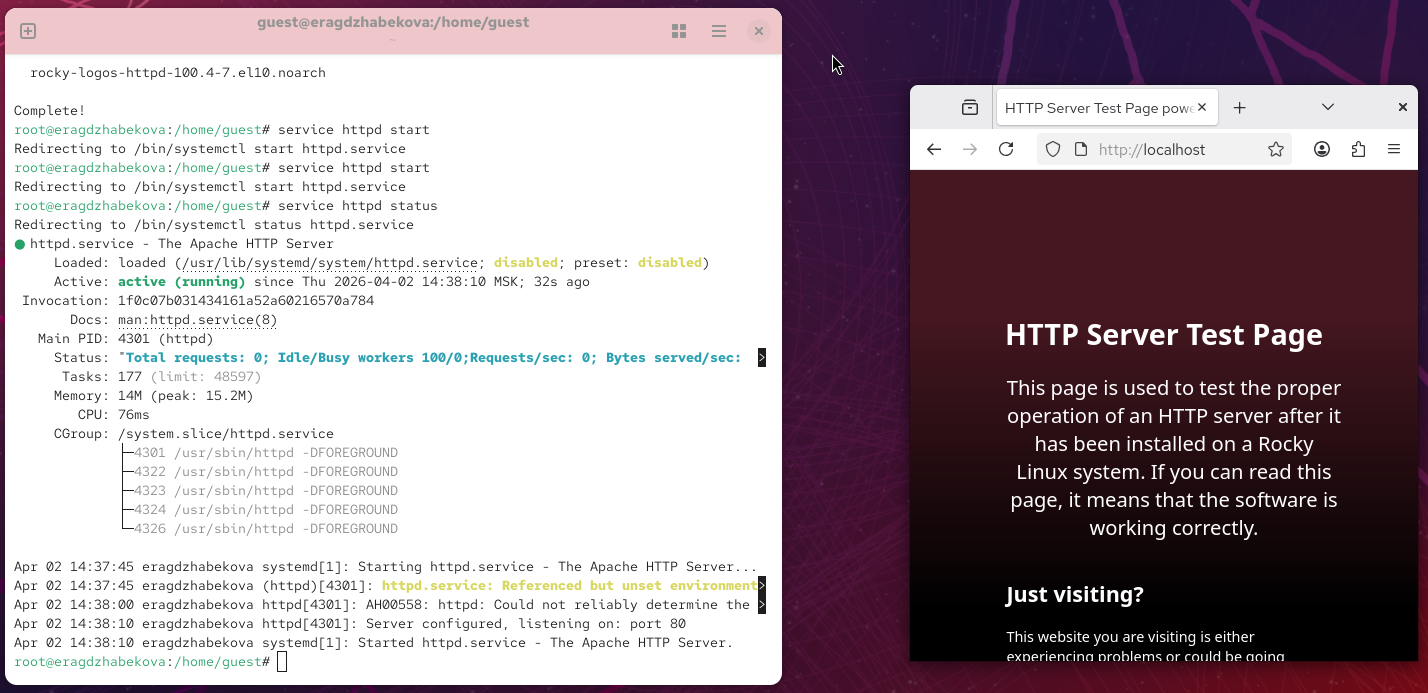 guest@eragdzhabekova:/home/guest
~
rocky-logos-httpd-100.4-7.el10.noarch
Complete!
root@eragdzhabekova:/home/guest# service httpd start
Redirecting to /bin/systemctl start httpd.service
root@eragdzhabekova:/home/guest# service httpd start
Redirecting to /bin/systemctl start httpd.service
root@eragdzhabekova:/home/guest# service httpd status
Redirecting to /bin/systemctl status httpd.service
● httpd.service - The Apache HTTP Server
Loaded: loaded (/usr/lib/systemd/system/httpd.service; disabled; preset: disabled)
Active: active (running) since Thu 2026-04-02 14:38:10 MSK; 32s ago
Invocation: 1f0c07b031434161a52a60216570a784
Docs: man:httpd.service(8)
Main PID: 4301 (httpd)
Status: "Total requests: 0; Idle/Busy workers 100/0;Requests/sec: 0; Bytes served/sec: >
Tasks: 177 (limit: 48597)
Memory: 14M (peak: 15.2M)
CPU: 76ms
CGroup: /system.slice/httpd.service
├─4301 /usr/sbin/httpd -DFOREGROUND
├─4322 /usr/sbin/httpd -DFOREGROUND
├─4323 /usr/sbin/httpd -DFOREGROUND
├─4324 /usr/sbin/httpd -DFOREGROUND
└─4326 /usr/sbin/httpd -DFOREGROUND
Apr 02 14:37:45 eragdzhabekova systemd[1]: Starting httpd.service - The Apache HTTP Server...
Apr 02 14:37:45 eragdzhabekova (httpd)[4301]: httpd.service: Referenced but unset environment>
Apr 02 14:38:00 eragdzhabekova httpd[4301]: AH00558: httpd: Could not reliably determine the >
Apr 02 14:38:10 eragdzhabekova httpd[4301]: Server configured, listening on: port 80
Apr 02 14:38:10 eragdzhabekova systemd[1]: Started httpd.service - The Apache HTTP Server.
root@eragdzhabekova:/home/guest#
HTTP Server Test Page powe
http://localhost
HTTP Server Test Page
This page is used to test the proper
operation of an HTTP server after it
has been installed on a Rocky
Linux system. If you can read this
page, it means that the software is
working correctly.
Just visiting?
This website you are visiting is either
experiencing problems or could be going